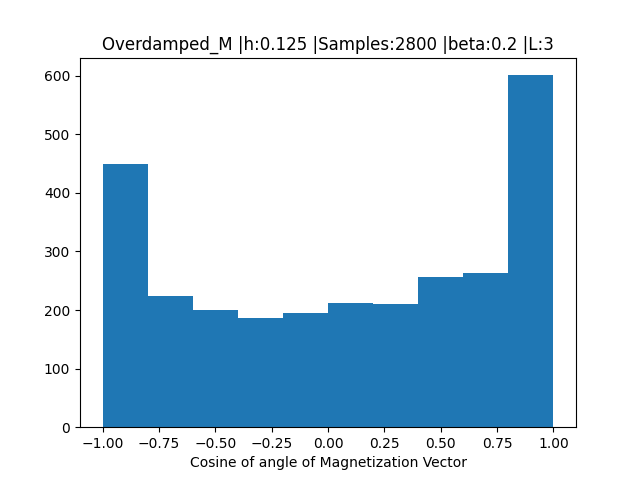 Overdamped_M |h:0.125 |Samples:2800 |beta:0.2 |L:3
600
500
400
300
200
100
0
−1.00 −0.75 −0.50 −0.25 0.00 0.25 0.50 0.75 1.00
Cosine of angle of Magnetization Vector